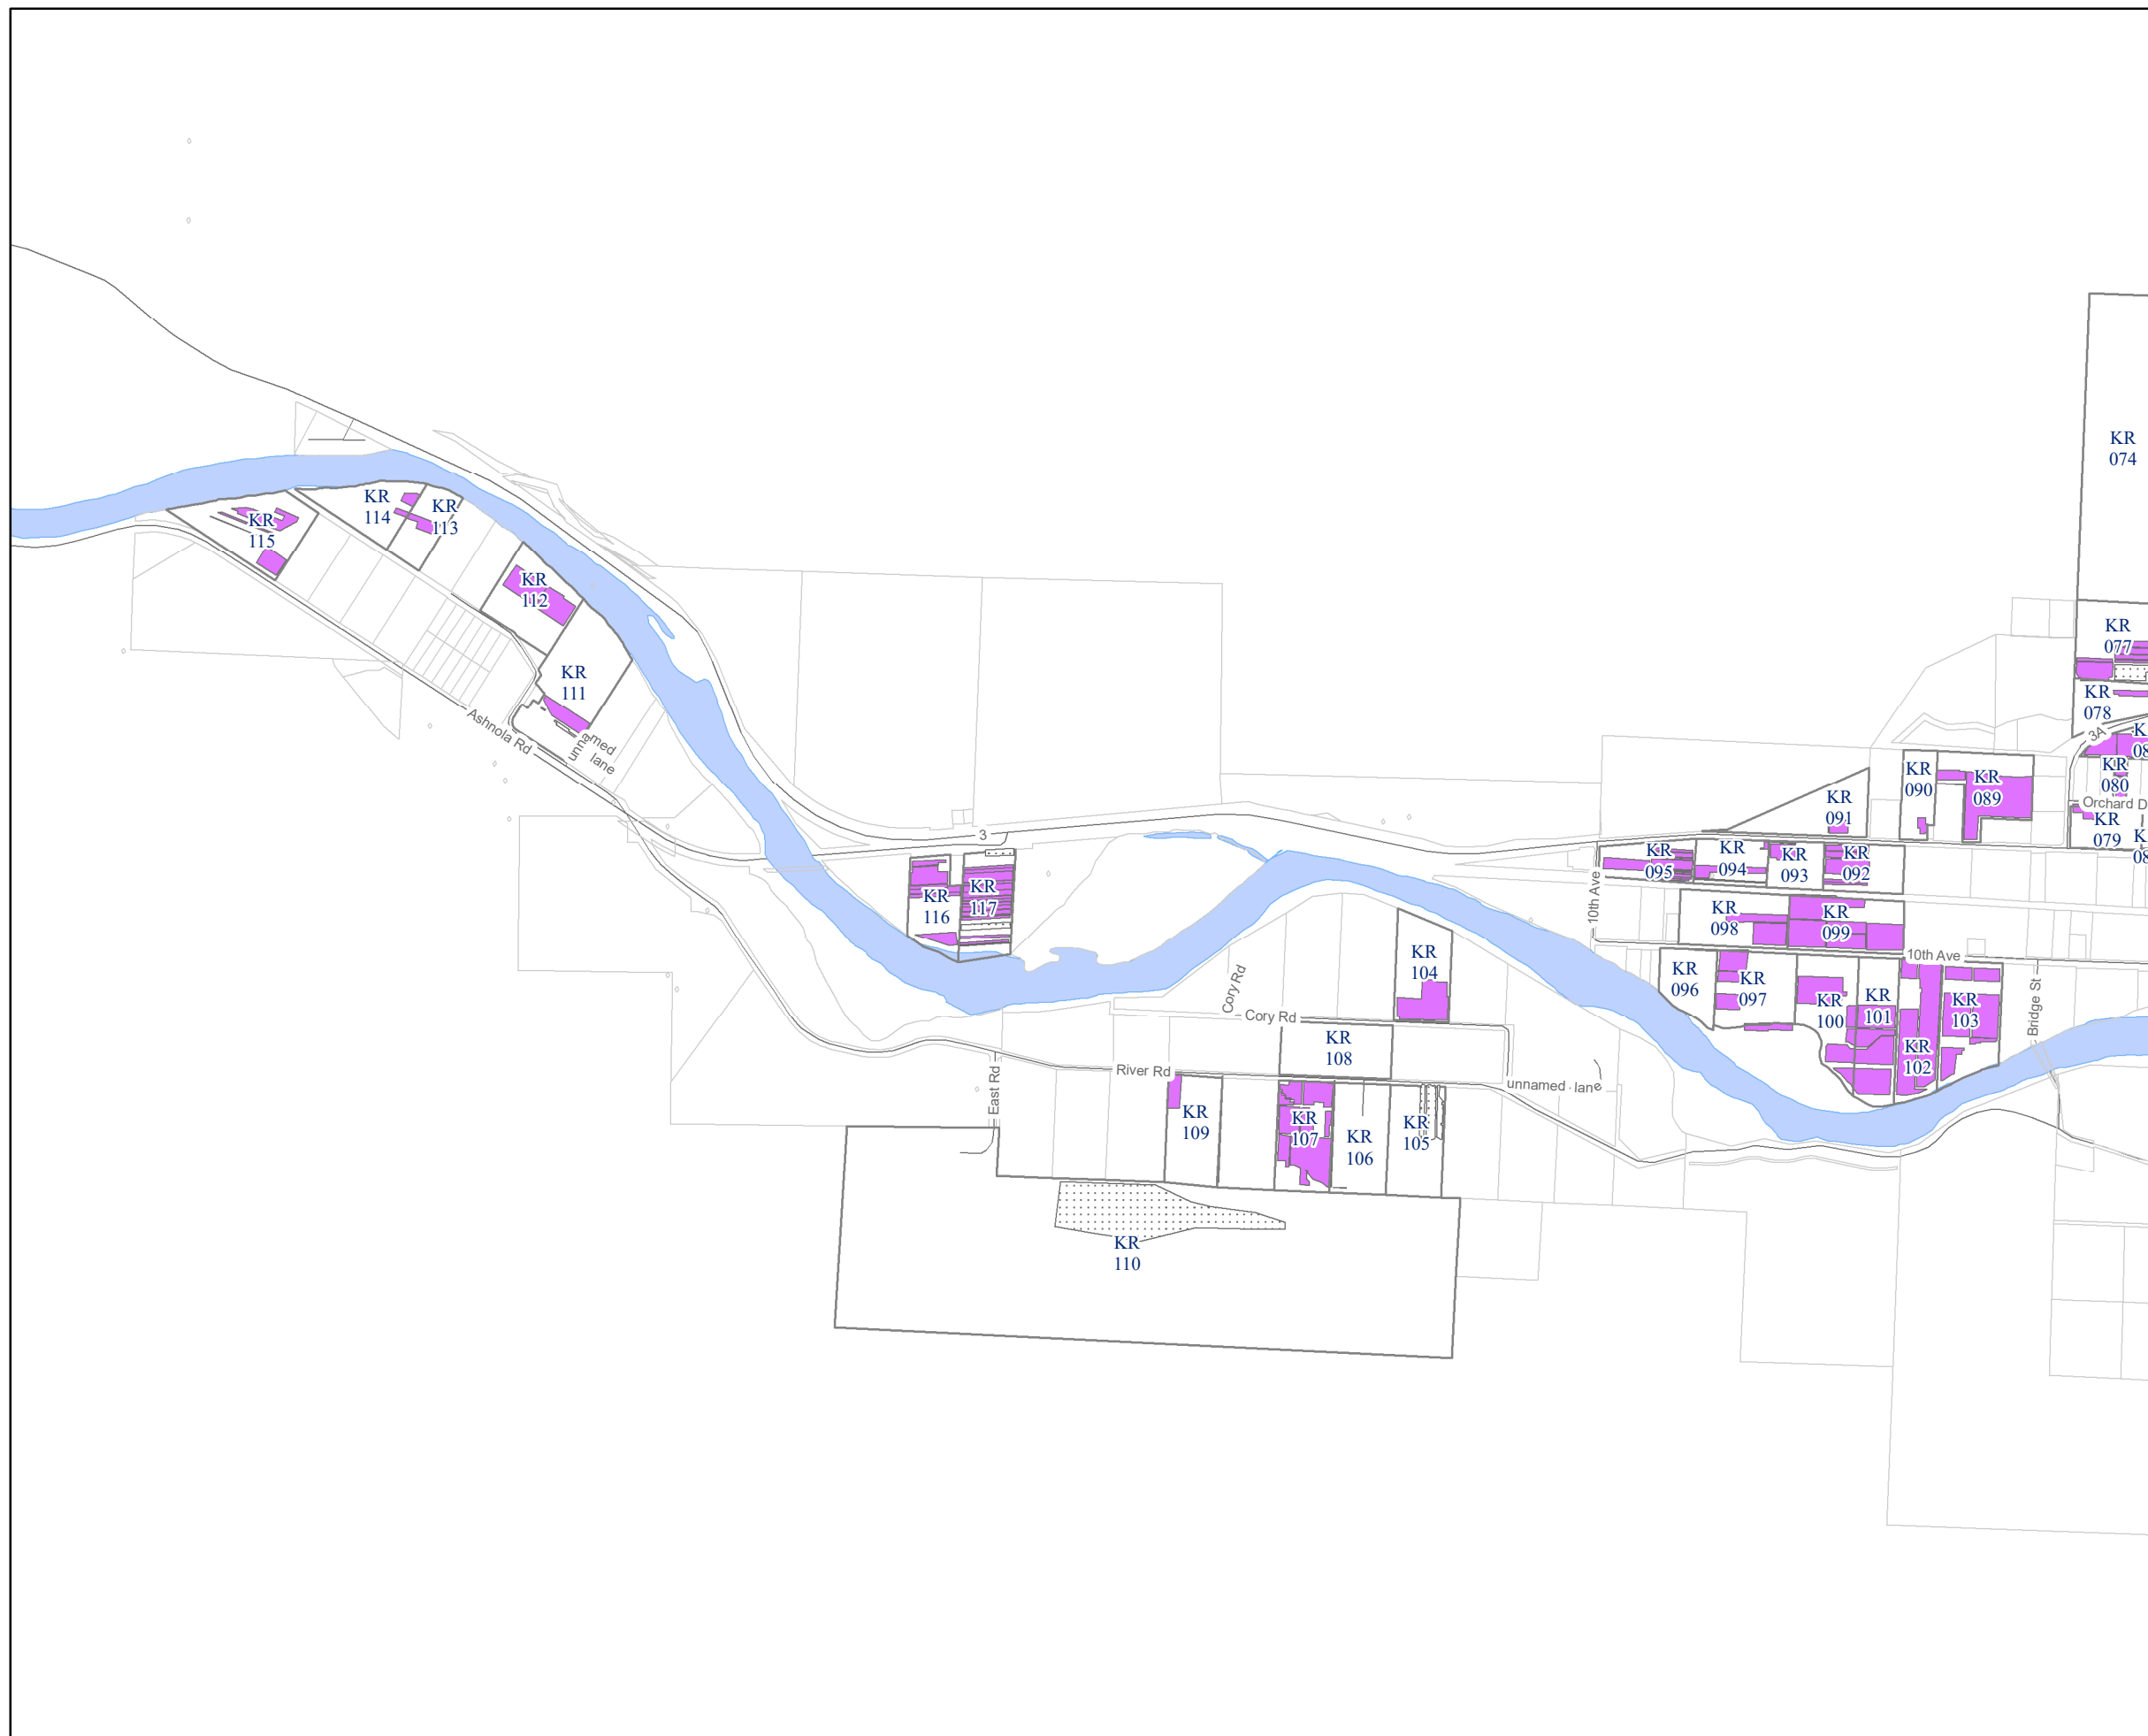 KR
074
KR
114
KR
113
KR
115
KR
112
KR
077
KR
111
KR
078
Ashnola Rd
unnamed lane
3A
K
08
KR
090
KR
089
KR
080
KR
091
Orchard D
KR
079
3
K
08
KR
095
KR
094
KR
093
KR
092
KR
116
KR
117
10th Ave
KR
098
KR
099
KR
104
10th Ave
KR
096
KR
097
Cory Rd
KR
100
KR
101
KR
103
Bridge St
Cory Rd
KR
108
KR
102
River Rd
unnamed lane
East Rd
KR
109
KR
107
KR
106
KR
105
KR
110